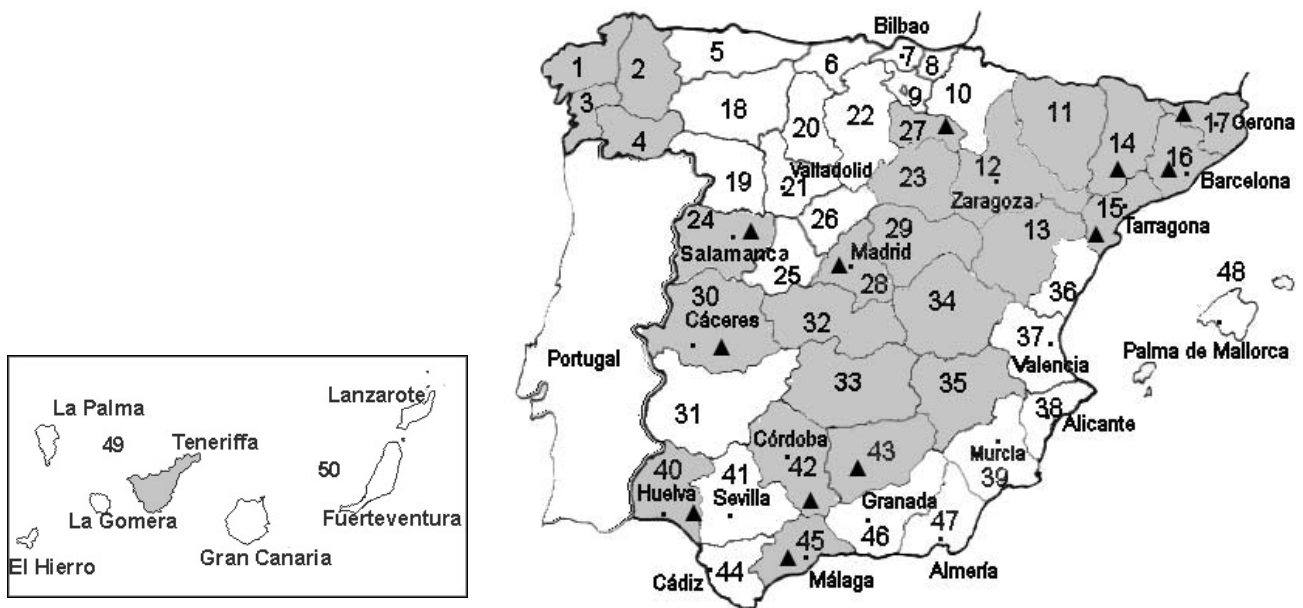 Bilbao
5
6
7
8
1
2
3
4
9
10
18
20
22
27
11
14
17
Gerona
16
Barcelona
12
Zaragoza
23
19
21
Valladolid
15
Tarragona
13
26
24
Salamanca
29
Madrid
28
25
36
48
30
Cáceres
32
34
37
Valencia
Palma de Mallorca
Portugal
33
35
31
38
Alicante
Córdoba
42
43
Murcia
39
40
Huelva
41
Sevilla
Granada
46
47
45
44
Cádiz
Málaga
Almería
Lanzarote
La Palma
49
Teneriffa
50
La Gomera
Fuerteventura
Gran Canaria
El Hierro